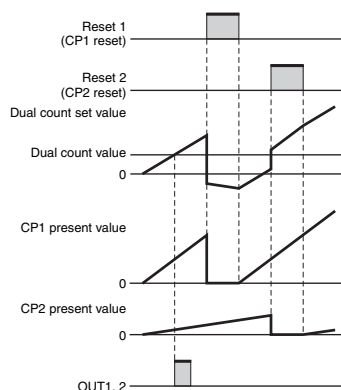 Reset 1
(CP1 reset)
Reset 2
(CP2 reset)
Dual count set value
Dual count value
0
CP1 present value
0
CP2 present value
0
OUT1, 2